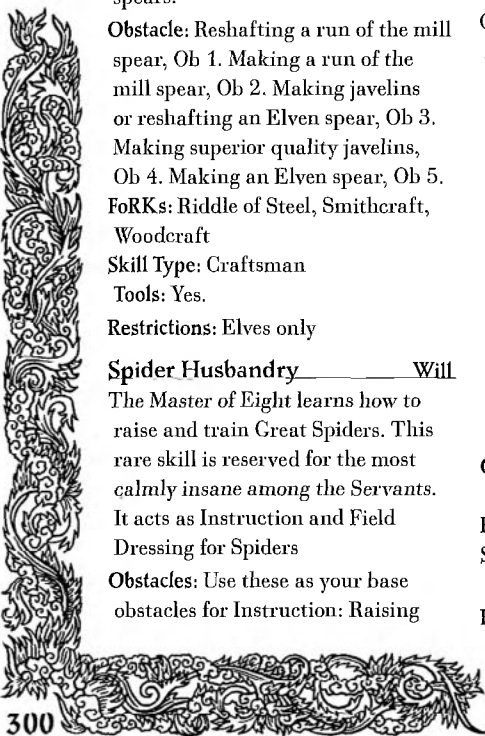 spears.
Obstacle: Reshafting a run of the mill
spear, Ob 1. Making a run of the
mill spear, Ob 2. Making javelins
or reshafting an Elven spear, Ob 3.
Making superior quality javelins,
Ob 4. Making an Elven spear, Ob 5.
FoRKs: Riddle of Steel, Smithcraft,
Woodcraft
Skill Type: Craftsman
Tools: Yes.
Restrictions: Elves only
Spider Husbandry Will
The Master of Eight learns how to
raise and train Great Spiders. This
rare skill is reserved for the most
calmly insane among the Servants.
It acts as Instruction and Field
Dressing for Spiders
Obstacles: Use these as your base
obstacles for Instruction: Raising
300